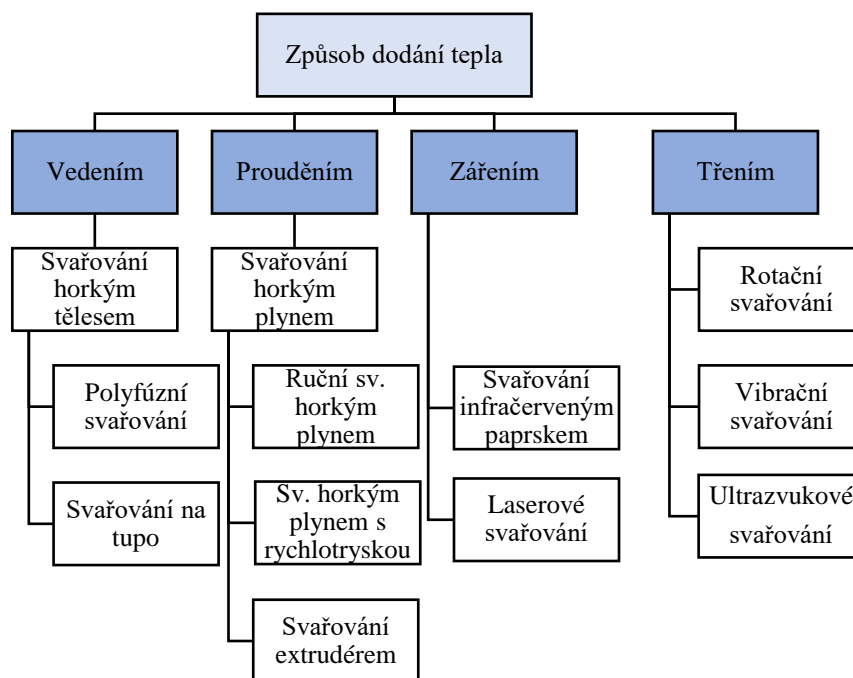 Způsob dodání tepla
Vedením
Prouděním
Zářením
Třením
Svařování
horkým
tělesem
Svařování
horkým
plynem
Rotační
svařování
Polyfúzní
svařování
Ruční sv.
horkým
plynem
Svařování
infračerveným
paprskem
Vibrační
svařování
Svařování na
tupo
Sv. horkým
plynem s
rychlotryskou
Laserové
svařování
Ultrazvukové
svařování
Svařování
extrudérem